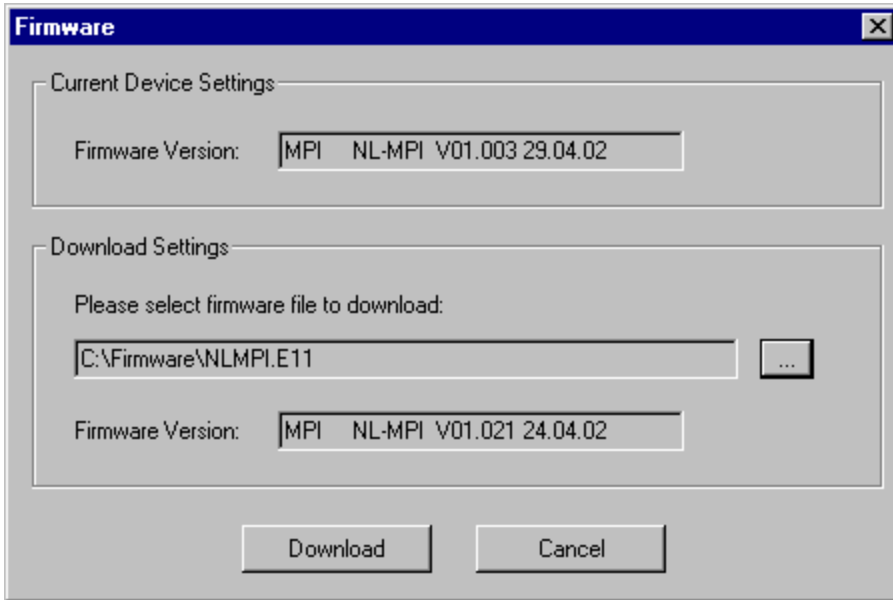 Firmware
Current Device Settings
Firmware Version: MPI NL-MPI V01.003 29.04.02
Download Settings
Please select firmware file to download:
C:\Firmware\NLMPI.E11 ...
Firmware Version: MPI NL-MPI V01.021 24.04.02
Download Cancel